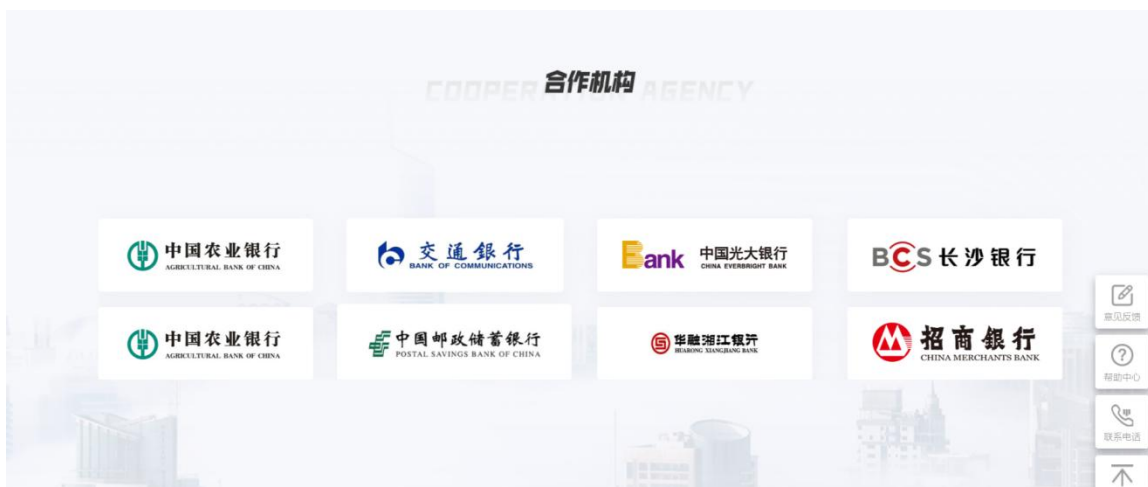 COOPERATION AGENCY
合作机构
中国农业银行
AGRICULTURAL BANK OF CHINA
交通銀行
BANK OF COMMUNICATIONS
Bank
中国光大银行
CHINA EVERBRIGHT BANK
BCS 长沙银行
中国农业银行
AGRICULTURAL BANK OF CHINA
中国邮政储蓄银行
POSTAL SAVINGS BANK OF CHINA
华融湘江银行
HUARONG XIANGJIANG BANK
招商银行
CHINA MERCHANTS BANK
意见反馈
帮助中心
联系电话